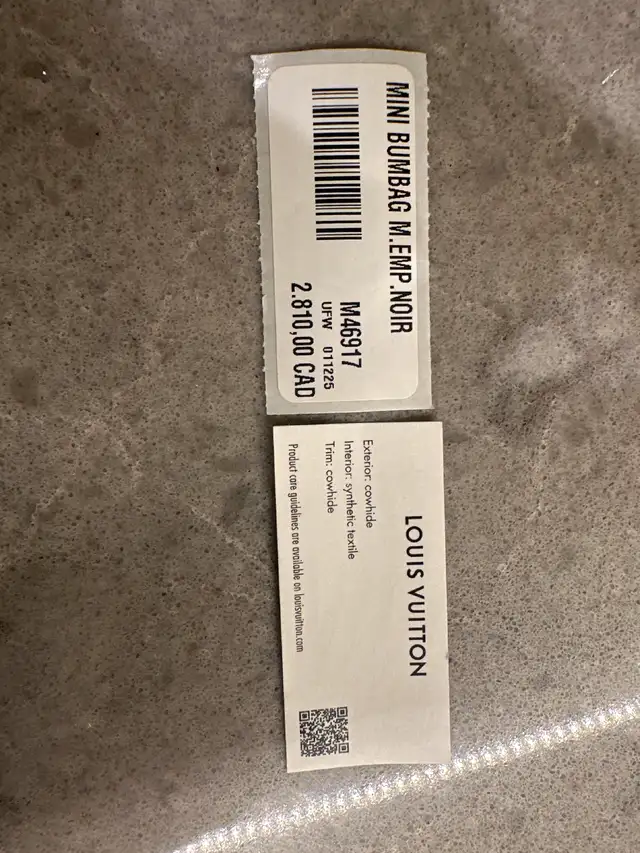 MINI BUMBAG M.EMP.NOIR
M46917
UFW 011225
2.810,00 CAD
LOUIS VUITTON
Exterior: cowhide
Interior: synthetic textile
Trim: cowhide
Product care guidelines are available on louisvuitton.com